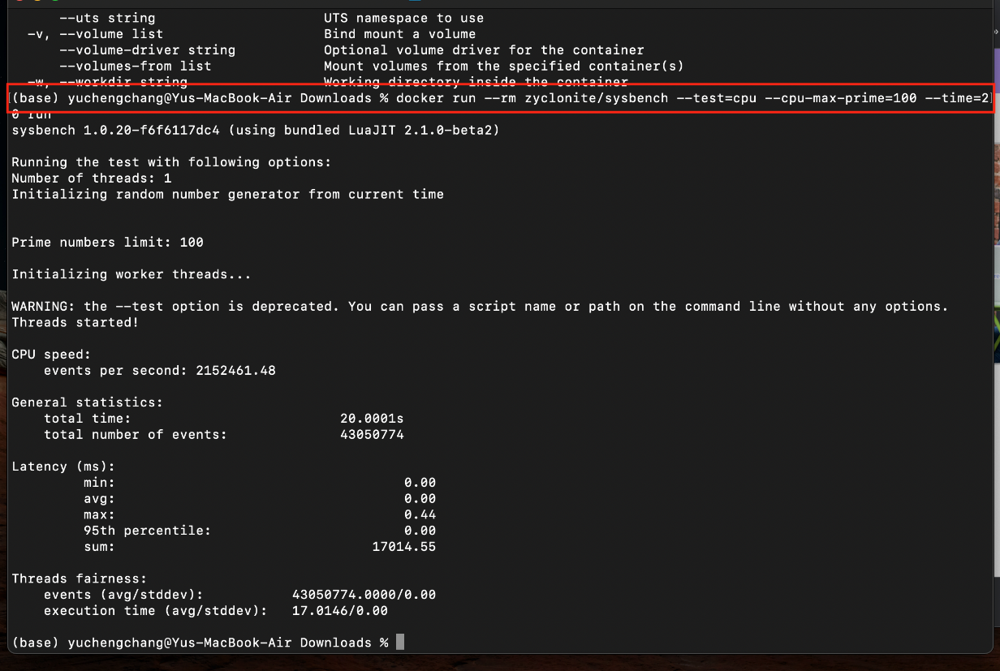 --uts string UTS namespace to use
-v, --volume list Bind mount a volume
--volume-driver string Optional volume driver for the container
--volumes-from list Mount volumes from the specified container(s)
-w, --workdir string Working directory inside the container
[(base) yuchengchang@Yus-MacBook-Air Downloads % docker run --rm zyclonite/sysbench --test=cpu --cpu-max-prime=100 --time=2]
0 run
sysbench 1.0.20-f6f6117dc4 (using bundled LuaJIT 2.1.0-beta2)
Running the test with following options:
Number of threads: 1
Initializing random number generator from current time
Prime numbers limit: 100
Initializing worker threads...
WARNING: the --test option is deprecated. You can pass a script name or path on the command line without any options.
Threads started!
CPU speed:
events per second: 2152461.48
General statistics:
total time: 20.0001s
total number of events: 43050774
Latency (ms):
min: 0.00
avg: 0.00
max: 0.44
95th percentile: 0.00
sum: 17014.55
Threads fairness:
events (avg/stddev): 43050774.0000/0.00
execution time (avg/stddev): 17.0146/0.00
(base) yuchengchang@Yus-MacBook-Air Downloads %